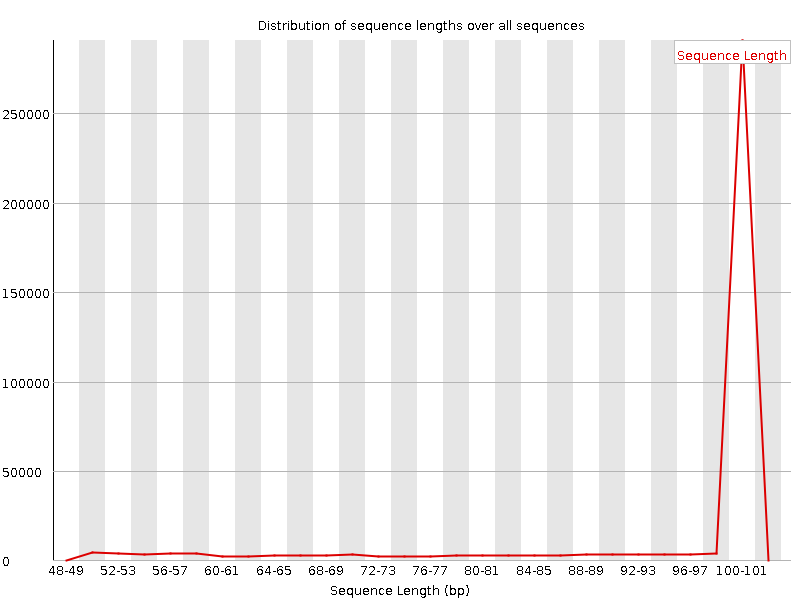 Distribution of sequence lengths over all sequences
Sequence Length
250000
200000
150000
100000
50000
0
48-49 52-53 56-57 60-61 64-65 68-69 72-73 76-77 80-81 84-85 88-89 92-93 96-97 100-101
Sequence Length (bp)